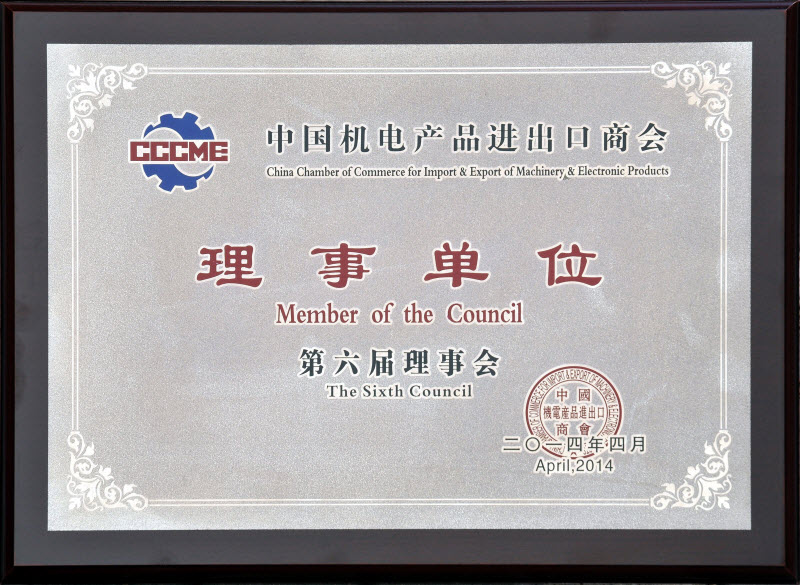 CCCME
中国机电产品进出口商会
China Chamber of Commerce for Import & Export of Machinery & Electronic Products
理事单位
Member of the Council
第六届理事会
The Sixth Council
中國
機電産品進出口
商會
二〇一四年四月
April,2014